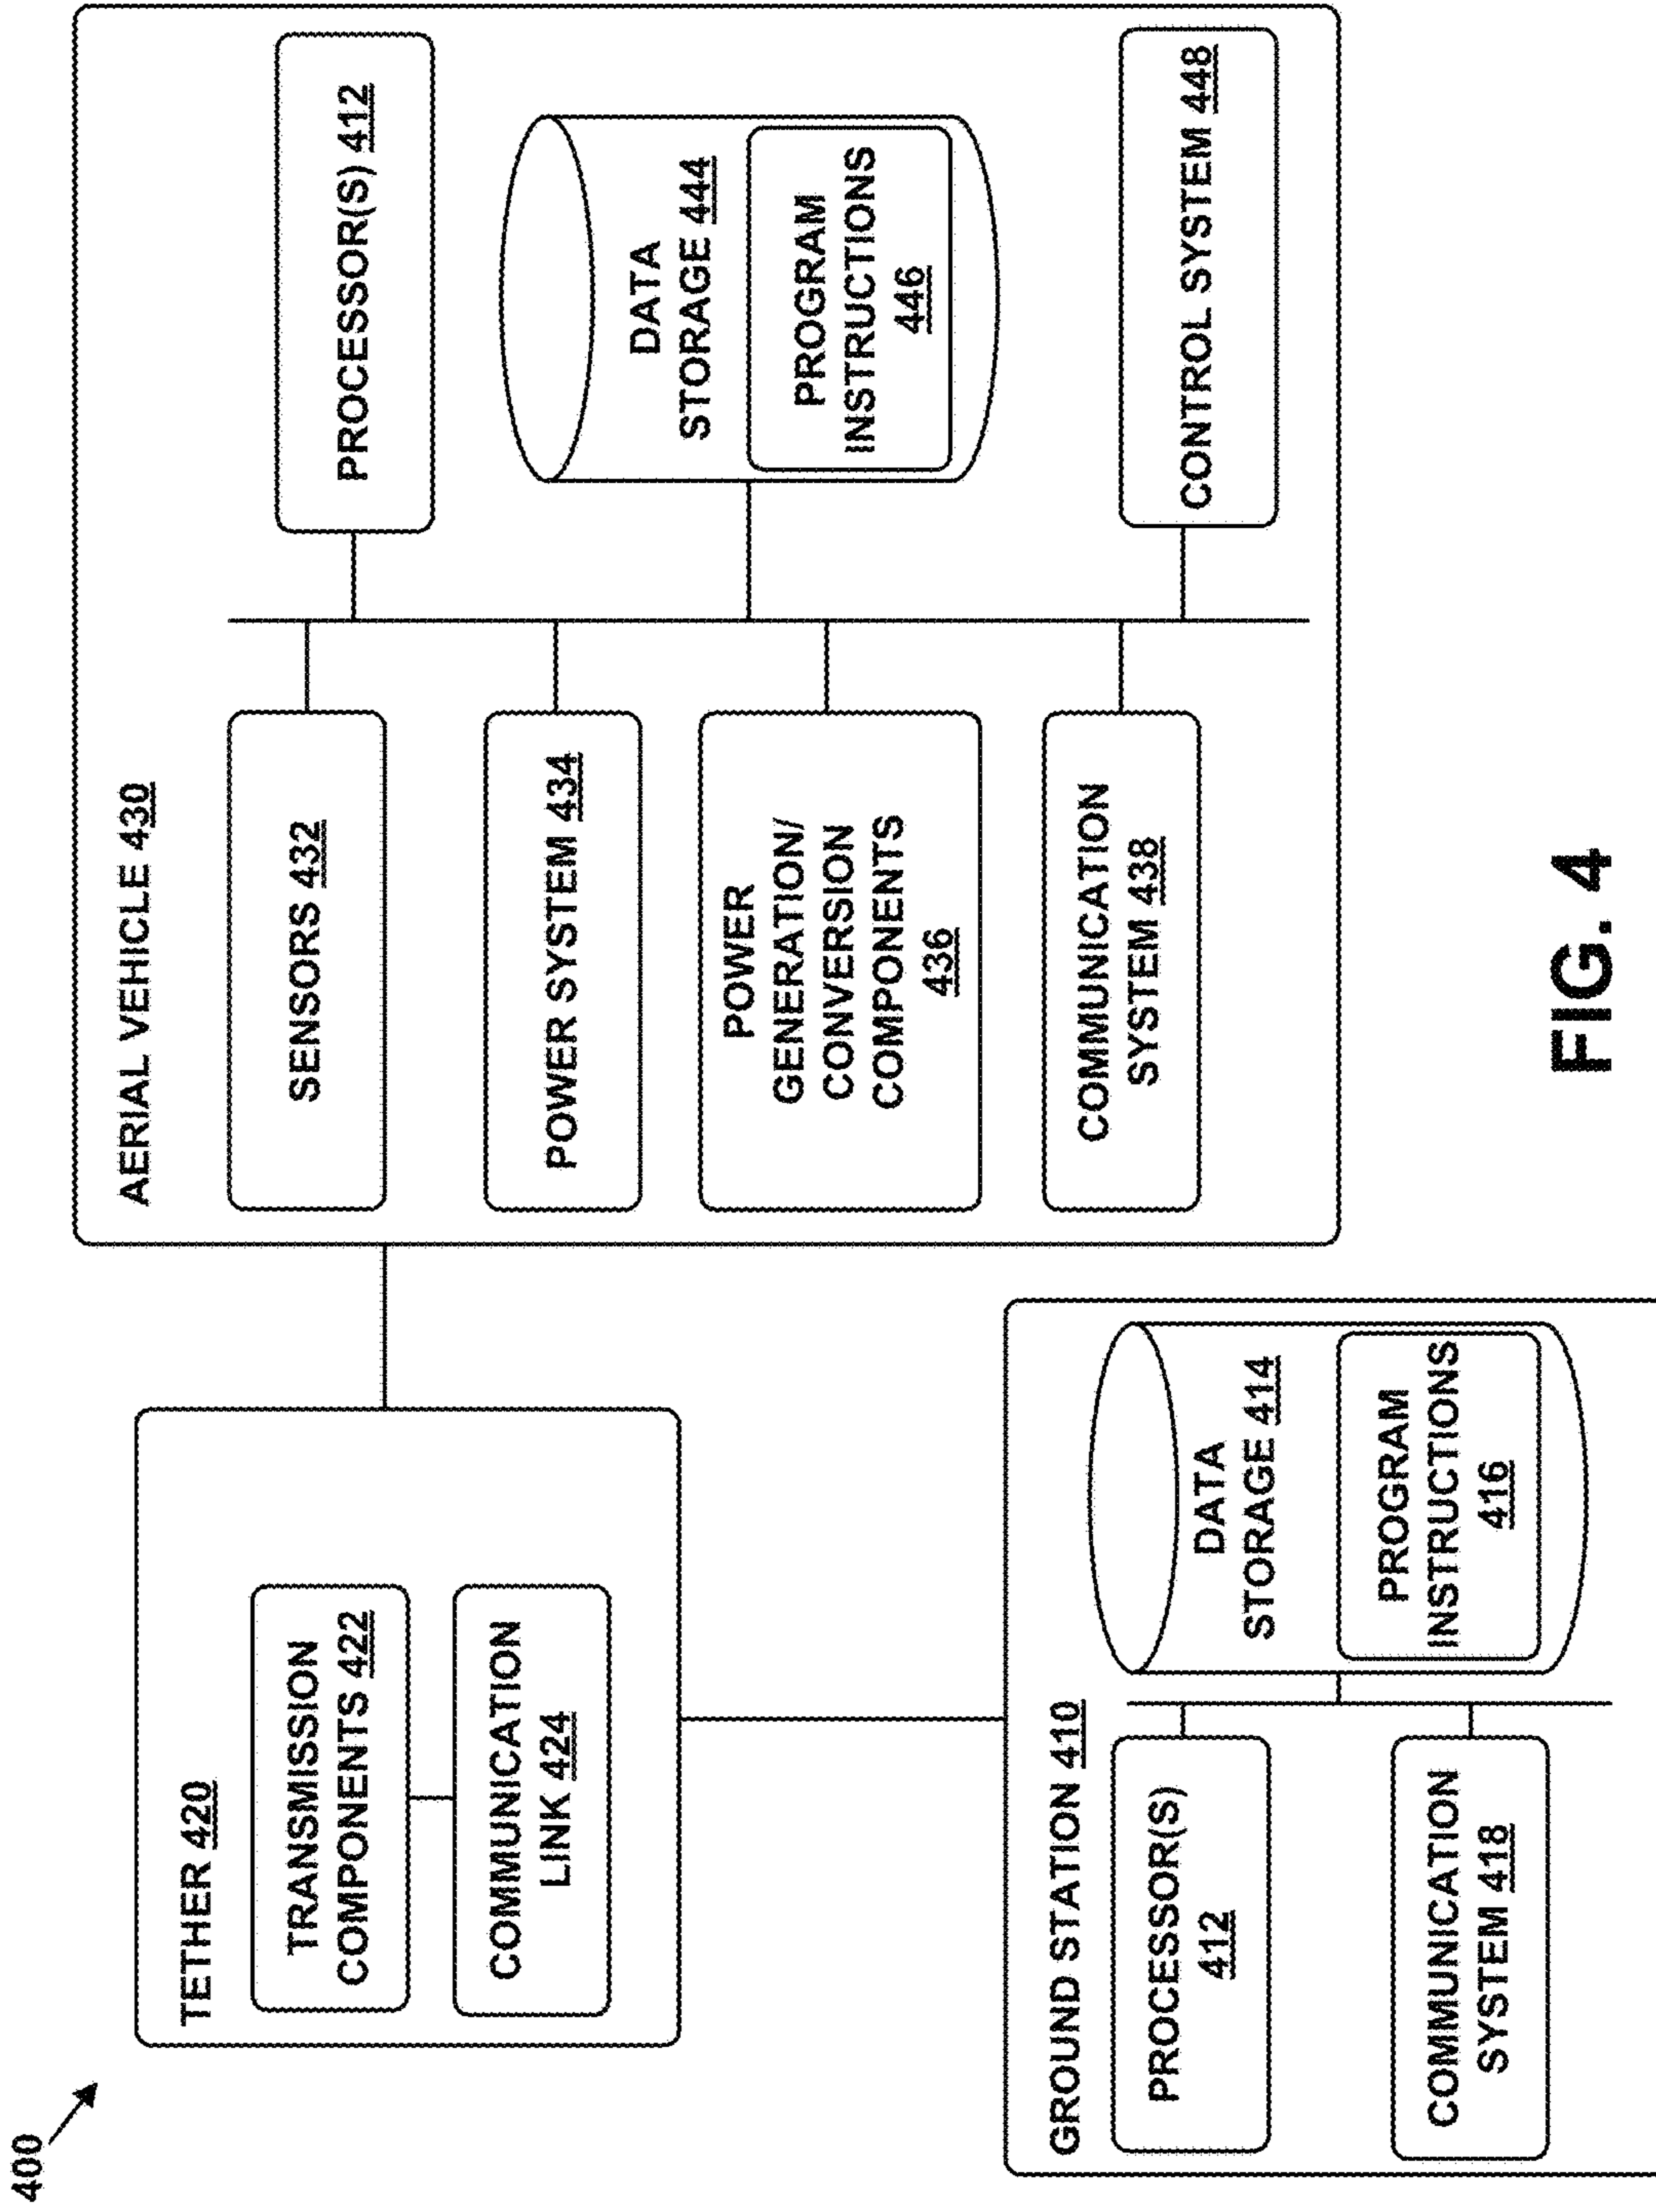 400
TETHER 420
TRANSMISSION
COMPONENTS 422
COMMUNICATION
LINK 424
GROUND STATION 410
PROCESSOR(S)
412
COMMUNICATION
SYSTEM 418
DATA
STORAGE 414
PROGRAM
INSTRUCTIONS
416
AERIAL VEHICLE 430
SENSORS 432
POWER SYSTEM 434
POWER
GENERATION/
CONVERSION
COMPONENTS
436
COMMUNICATION
SYSTEM 438
PROCESSOR(S) 412
DATA
STORAGE 444
PROGRAM
INSTRUCTIONS
446
CONTROL SYSTEM 448
FIG. 4